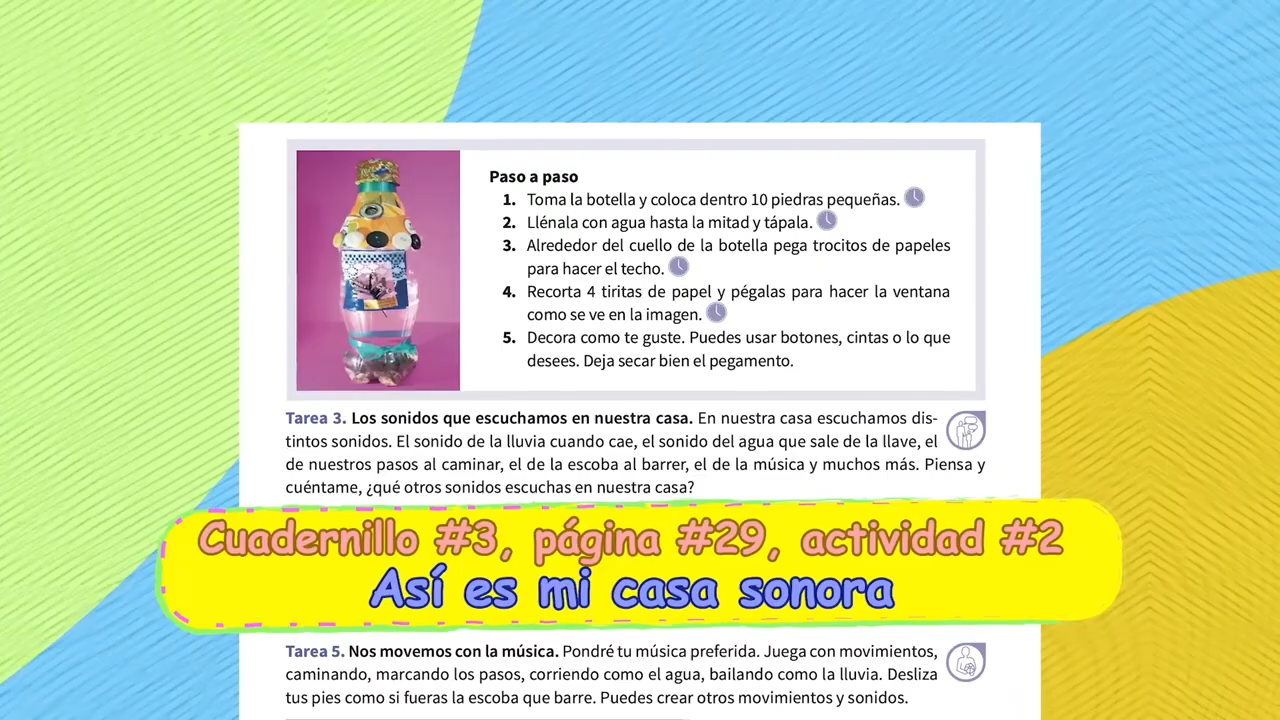 Paso a paso
1. Toma la botella y coloca dentro 10 piedras pequeñas.
2. Llénala con agua hasta la mitad y tápala.
3. Alrededor del cuello de la botella pega trocitos de papeles
para hacer el techo.
4. Recorta 4 tiritas de papel y pégalas para hacer la ventana
como se ve en la imagen.
5. Decora como te guste. Puedes usar botones, cintas o lo que
desees. Deja secar bien el pegamento.
Tarea 3. Los sonidos que escuchamos en nuestra casa. En nuestra casa escuchamos dis-
tintos sonidos. El sonido de la lluvia cuando cae, el sonido del agua que sale de la llave, el
de nuestros pasos al caminar, el de la escoba al barrer, el de la música y muchos más. Piensa y
cuéntame, ¿qué otros sonidos escuchas en nuestra casa?
Cuadernillo #3, página #29, actividad #2
Así es mi casa sonora
Tarea 5. Nos movemos con la música. Pondré tu música preferida. Juega con movimientos,
caminando, marcando los pasos, corriendo como el agua, bailando como la lluvia. Desliza
tus pies como si fueras la escoba que barre. Puedes crear otros movimientos y sonidos.